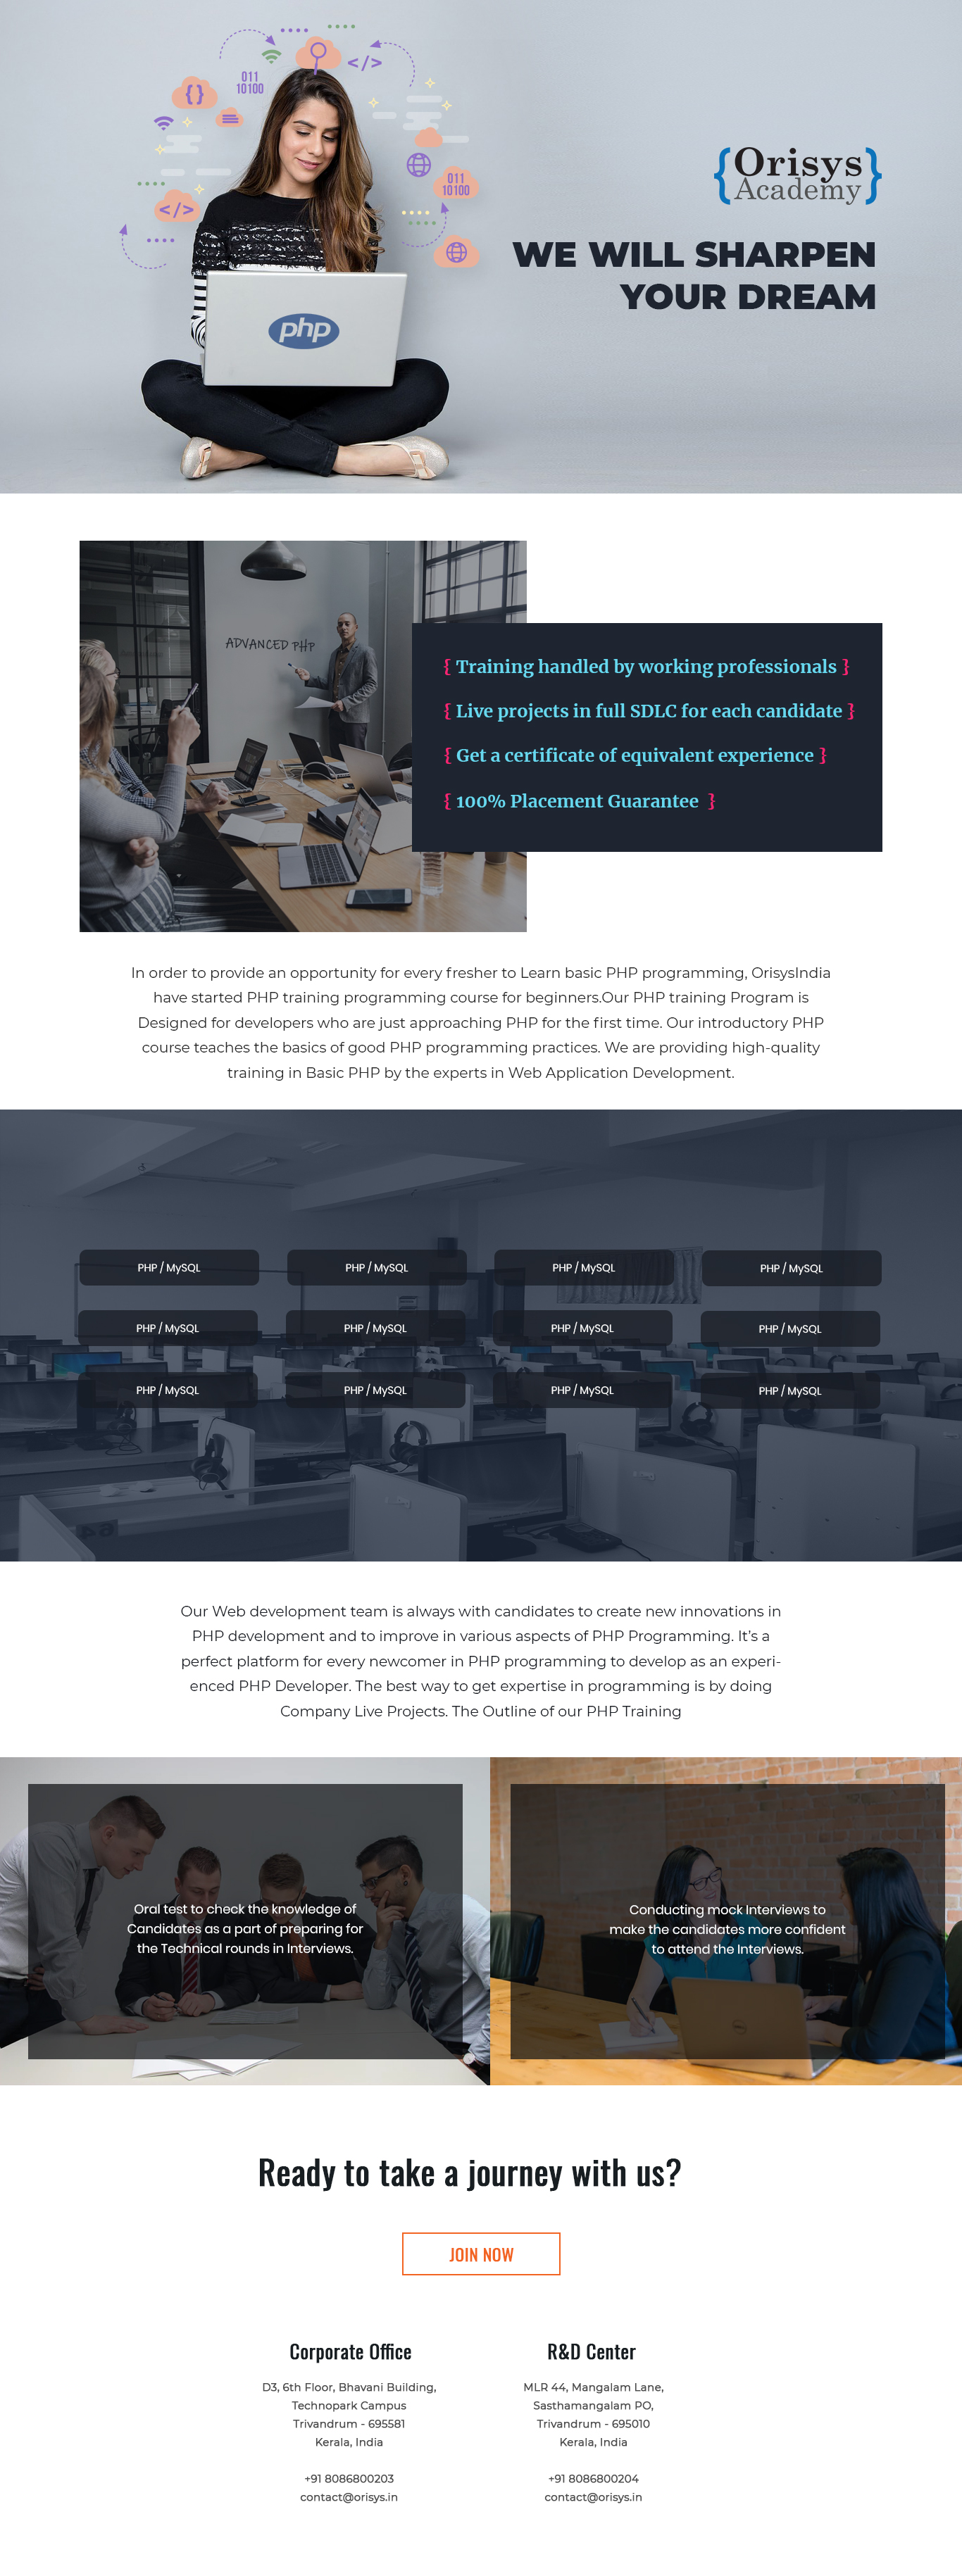 011
10100
</>
{ }
011
10100
</>
{Orisys}
Academy
WE WILL SHARPEN
YOUR DREAM
php
ADVANCED PHP
{ Training handled by working professionals }
{ Live projects in full SDLC for each candidate }
{ Get a certificate of equivalent experience }
{ 100% Placement Guarantee }
In order to provide an opportunity for every fresher to Learn basic PHP programming, OrisysIndia
have started PHP training programming course for beginners.Our PHP training Program is
Designed for developers who are just approaching PHP for the first time. Our introductory PHP
course teaches the basics of good PHP programming practices. We are providing high-quality
training in Basic PHP by the experts in Web Application Development.
PHP / MySQL
PHP / MySQL
PHP / MySQL
PHP / MySQL
PHP / MySQL
PHP / MySQL
PHP / MySQL
PHP / MySQL
PHP / MySQL
PHP / MySQL
PHP / MySQL
PHP / MySQL
Our Web development team is always with candidates to create new innovations in
PHP development and to improve in various aspects of PHP Programming. It's a
perfect platform for every newcomer in PHP programming to develop as an experi-
enced PHP Developer. The best way to get expertise in programming is by doing
Company Live Projects. The Outline of our PHP Training
Oral test to check the knowledge of
Candidates as a part of preparing for
the Technical rounds in Interviews.
Conducting mock Interviews to
make the candidates more confident
to attend the Interviews.
Ready to take a journey with us?
JOIN NOW
Corporate Office
D3, 6th Floor, Bhavani Building,
Technopark Campus
Trivandrum - 695581
Kerala, India
+91 8086800203
contact@orisys.in
R&D Center
MLR 44, Mangalam Lane,
Sasthamangalam PO,
Trivandrum - 695010
Kerala, India
+91 8086800204
contact@orisys.in